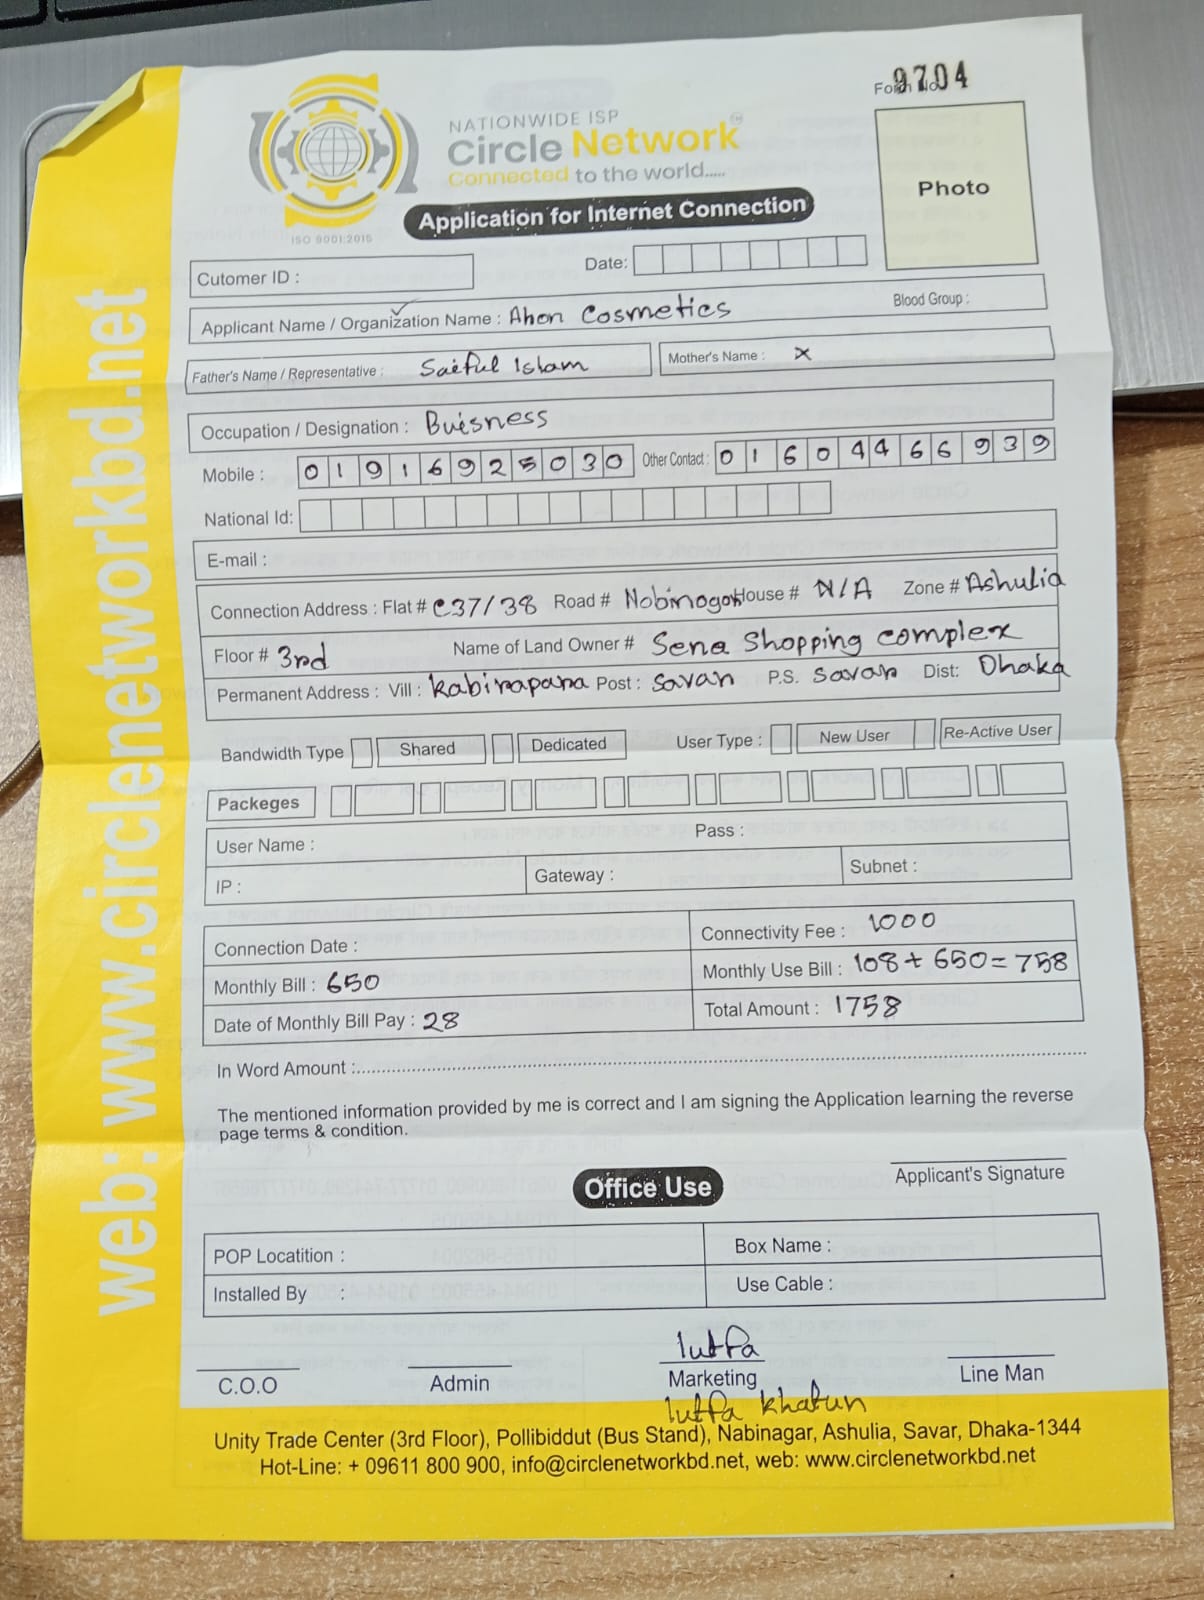 Form No 9704
NATIONWIDE ISP
Circle Network
Connected to the world.....
ISO 9001:2015
Application for Internet Connection
Photo
Cutomer ID :
Date:
Applicant Name / Organization Name : Ahon Cosmetics Blood Group :
Father's Name / Representative : Saiful Islam Mother's Name : x
Occupation / Designation : Buisness
Mobile : 01916925030 Other Contact : 01604466939
National Id:
E-mail :
Connection Address : Flat # C37/38 Road # Nobinogor House # N/A Zone # Ashulia
Floor # 3rd Name of Land Owner # Sena Shopping complex
Permanent Address : Vill : Kabirapara Post : Savar P.S. Savar Dist: Dhaka
Bandwidth Type Shared Dedicated User Type : New User Re-Active User
Packeges
User Name : Pass :
IP : Gateway : Subnet :
Connection Date : Connectivity Fee : 1000
Monthly Bill : 650 Monthly Use Bill : 108 + 650 = 758
Date of Monthly Bill Pay : 28 Total Amount : 1758
In Word Amount :
The mentioned information provided by me is correct and I am signing the Application learning the reverse
page terms & condition.
Applicant's Signature
Office Use
POP Locatition : Box Name :
Installed By : Use Cable :
lutfa
C.O.O Admin Marketing Line Man
lutfa khatun
Unity Trade Center (3rd Floor), Pollibiddut (Bus Stand), Nabinagar, Ashulia, Savar, Dhaka-1344
Hot-Line: + 09611 800 900, info@circlenetworkbd.net, web: www.circlenetworkbd.net
web: www.circlenetworkbd.net